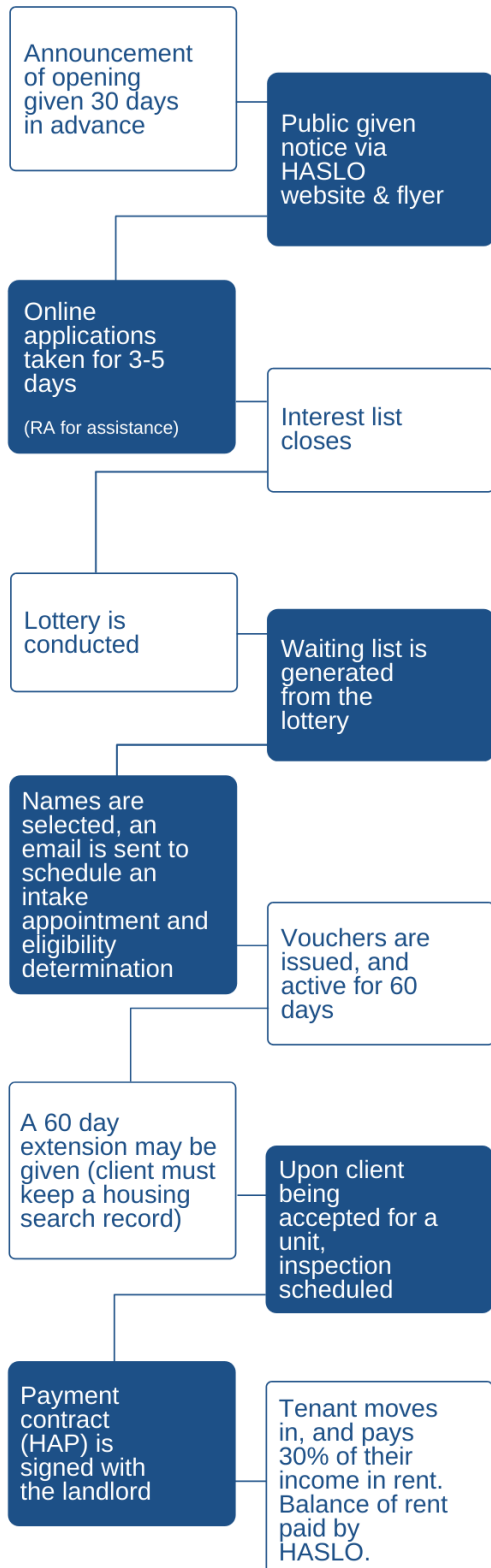 Announcement
of opening
given 30 days
in advance
Public given
notice via
HASLO
website & flyer
Online
applications
taken for 3-5
days
(RA for assistance)
Interest list
closes
Lottery is
conducted
Waiting list is
generated
from the
lottery
Names are
selected, an
email is sent to
schedule an
intake
appointment and
eligibility
determination
Vouchers are
issued, and
active for 60
days
A 60 day
extension may be
given (client must
keep a housing
search record)
Upon client
being
accepted for a
unit,
inspection
scheduled
Payment
contract
(HAP) is
signed with
the landlord
Tenant moves
in, and pays
30% of their
income in rent.
Balance of rent
paid by
HASLO.